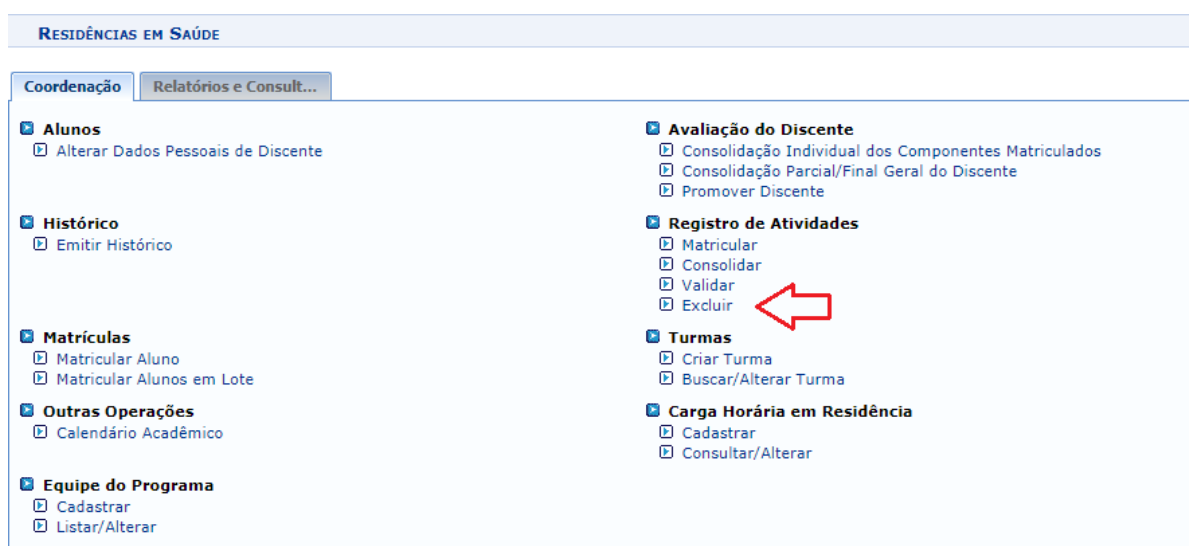 Residências em Saúde
Coordenação
Relatórios e Consult...
Alunos
Alterar Dados Pessoais de Discente
Avaliação do Discente
Consolidação Individual dos Componentes Matriculados
Consolidação Parcial/Final Geral do Discente
Promover Discente
Histórico
Emitir Histórico
Registro de Atividades
Matricular
Consolidar
Validar
Excluir
Matrículas
Matricular Aluno
Matricular Alunos em Lote
Turmas
Criar Turma
Buscar/Alterar Turma
Outras Operações
Calendário Acadêmico
Carga Horária em Residência
Cadastrar
Consultar/Alterar
Equipe do Programa
Cadastrar
Listar/Alterar